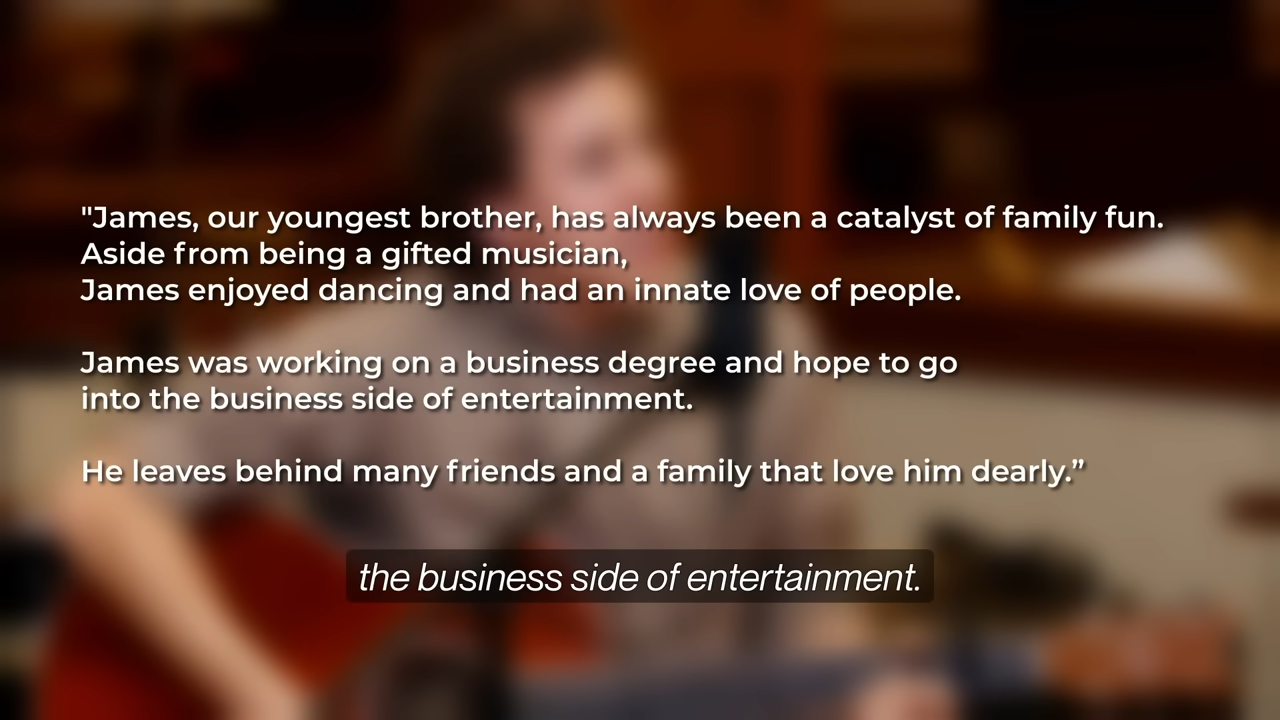 "James, our youngest brother, has always been a catalyst of family fun.
Aside from being a gifted musician,
James enjoyed dancing and had an innate love of people.
James was working on a business degree and hope to go
into the business side of entertainment.
He leaves behind many friends and a family that love him dearly.”
the business side of entertainment.